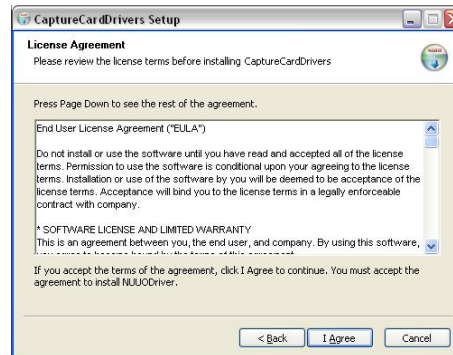 CaptureCardDrivers Setup
License Agreement
Please review the license terms before installing CaptureCardDrivers
Press Page Down to see the rest of the agreement.
End User License Agreement ("EULA")
Do not install or use the software until you have read and accepted all of the license
terms. Permission to use the software is conditional upon your agreeing to the license
terms. Installation or use of the software by you will be deemed to be acceptance of the
license terms. Acceptance will bind you to the license terms in a legally enforceable
contract with company.
* SOFTWARE LICENSE AND LIMITED WARRANTY
This is an agreement between you, the end user, and company. By using this software,
If you accept the terms of the agreement, click I Agree to continue. You must accept the
agreement to install NUUODriver.
< Back
I Agree
Cancel